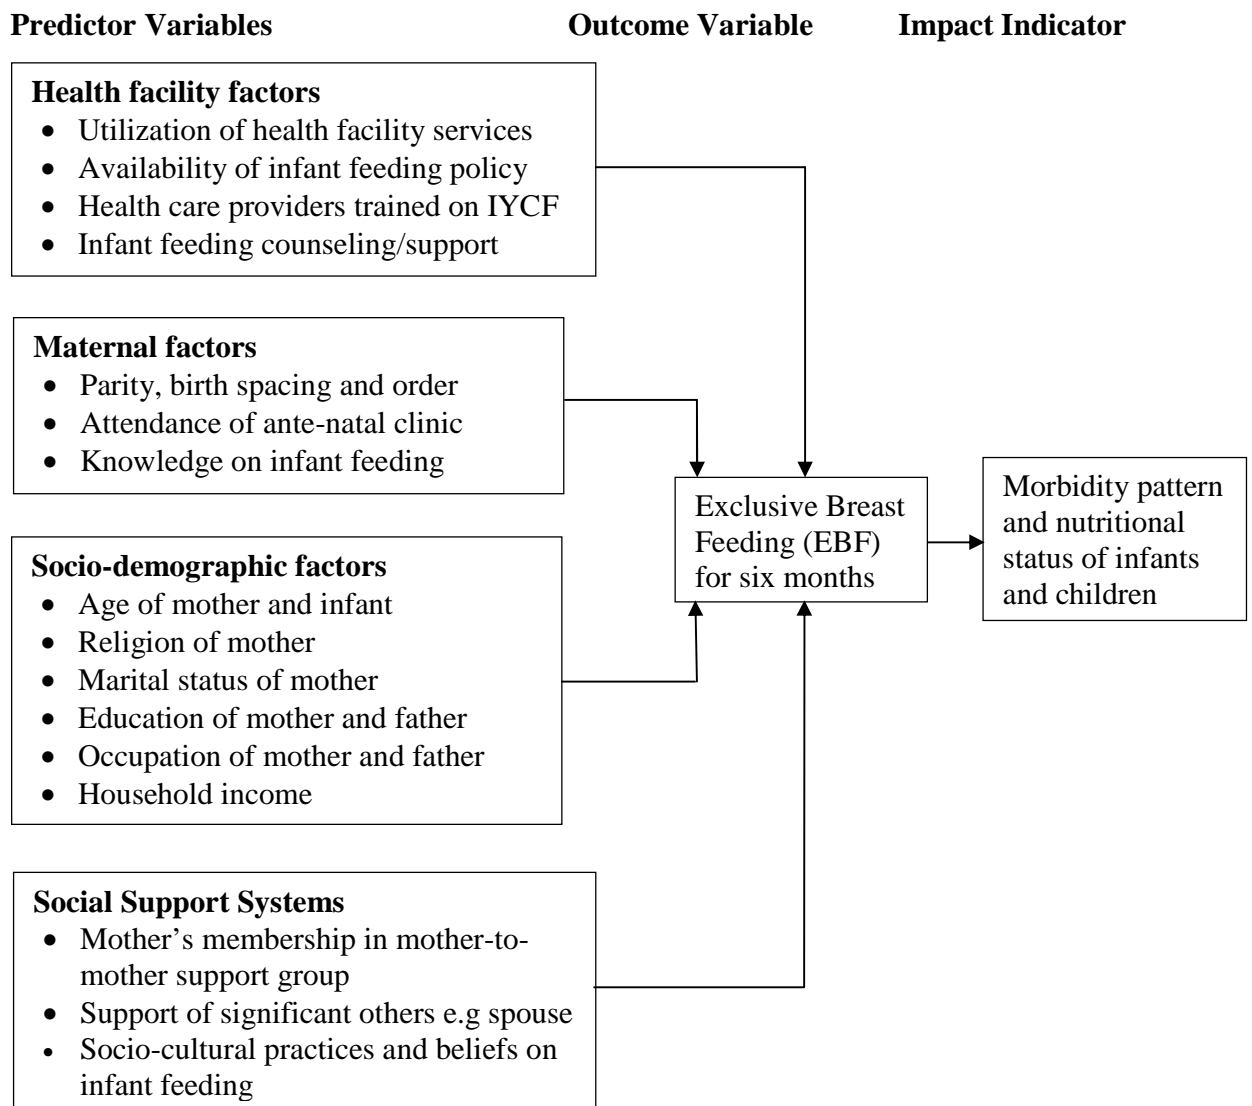 Predictor Variables Outcome Variable Impact Indicator
Health facility factors
• Utilization of health facility services
• Availability of infant feeding policy
• Health care providers trained on IYCF
• Infant feeding counseling/support
Maternal factors
• Parity, birth spacing and order
• Attendance of ante-natal clinic
• Knowledge on infant feeding
Socio-demographic factors
• Age of mother and infant
• Religion of mother
• Marital status of mother
• Education of mother and father
• Occupation of mother and father
• Household income
Social Support Systems
• Mother’s membership in mother-to-
mother support group
• Support of significant others e.g spouse
• Socio-cultural practices and beliefs on
infant feeding
Exclusive Breast
Feeding (EBF)
for six months
Morbidity pattern
and nutritional
status of infants
and children